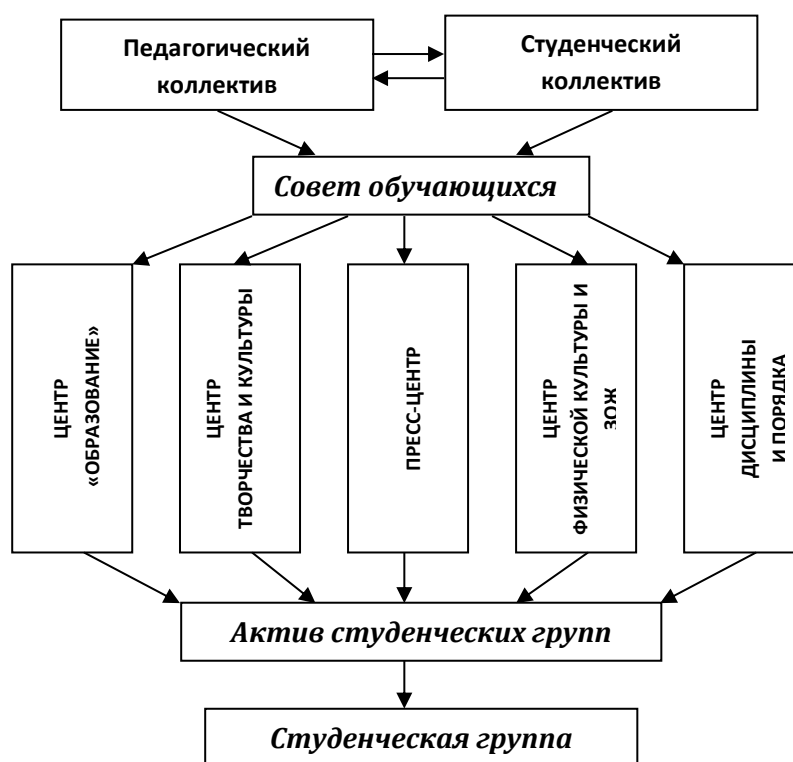 Педагогический
коллектив
Студенческий
коллектив
Совет обучающихся
ЦЕНТР
«ОБРАЗОВАНИЕ»
ЦЕНТР
ТВОРЧЕСТВА И КУЛЬТУРЫ
ПРЕСС-ЦЕНТР
ЦЕНТР
ФИЗИЧЕСКОЙ КУЛЬТУРЫ И
ЗОЖ
ЦЕНТР
ДИСЦИПЛИНЫ
И ПОРЯДКА
Актив студенческих групп
Студенческая группа